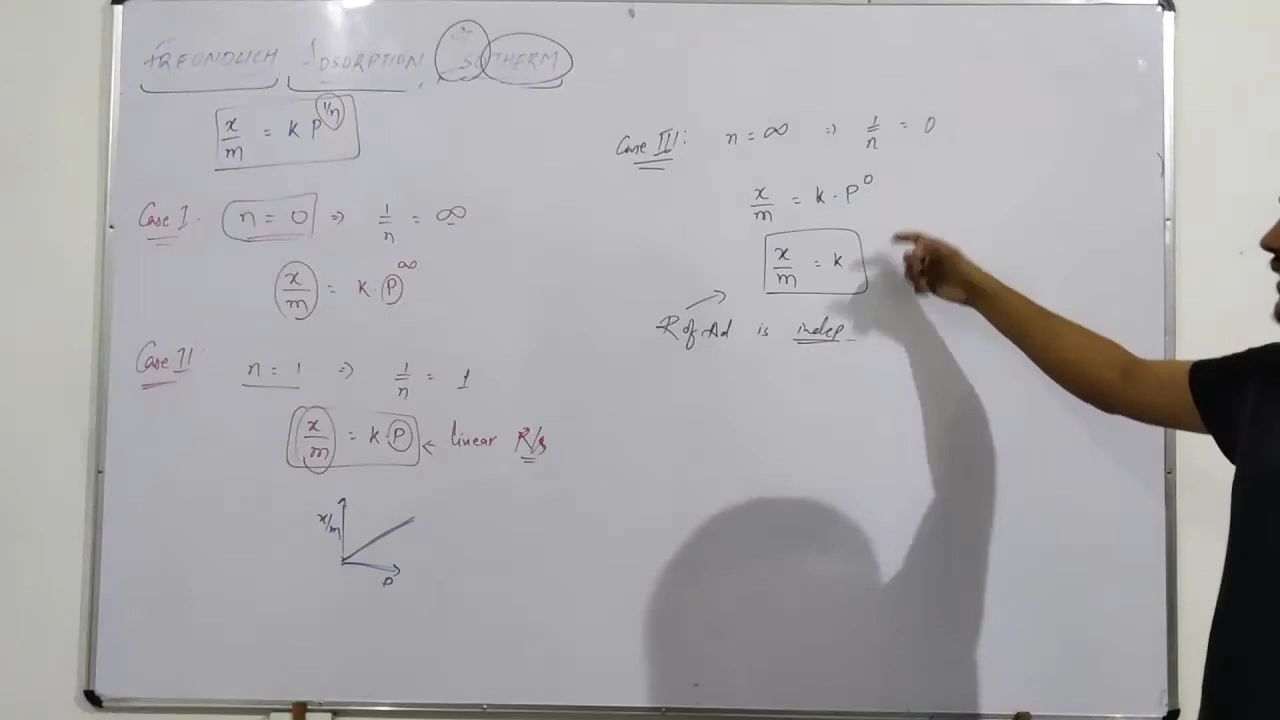 FREUNDLICH ADSORPTION ISOTHERM
x/m = k P^1/n
Case I. n = 0 => 1/n = ∞
x/m = k · P^∞
Case II n = 1 => 1/n = 1
x/m = k · P ← linear R/s
x/m
P
Case III: n = ∞ => 1/n = 0
x/m = k · P^0
x/m = k
R of Ad is indep